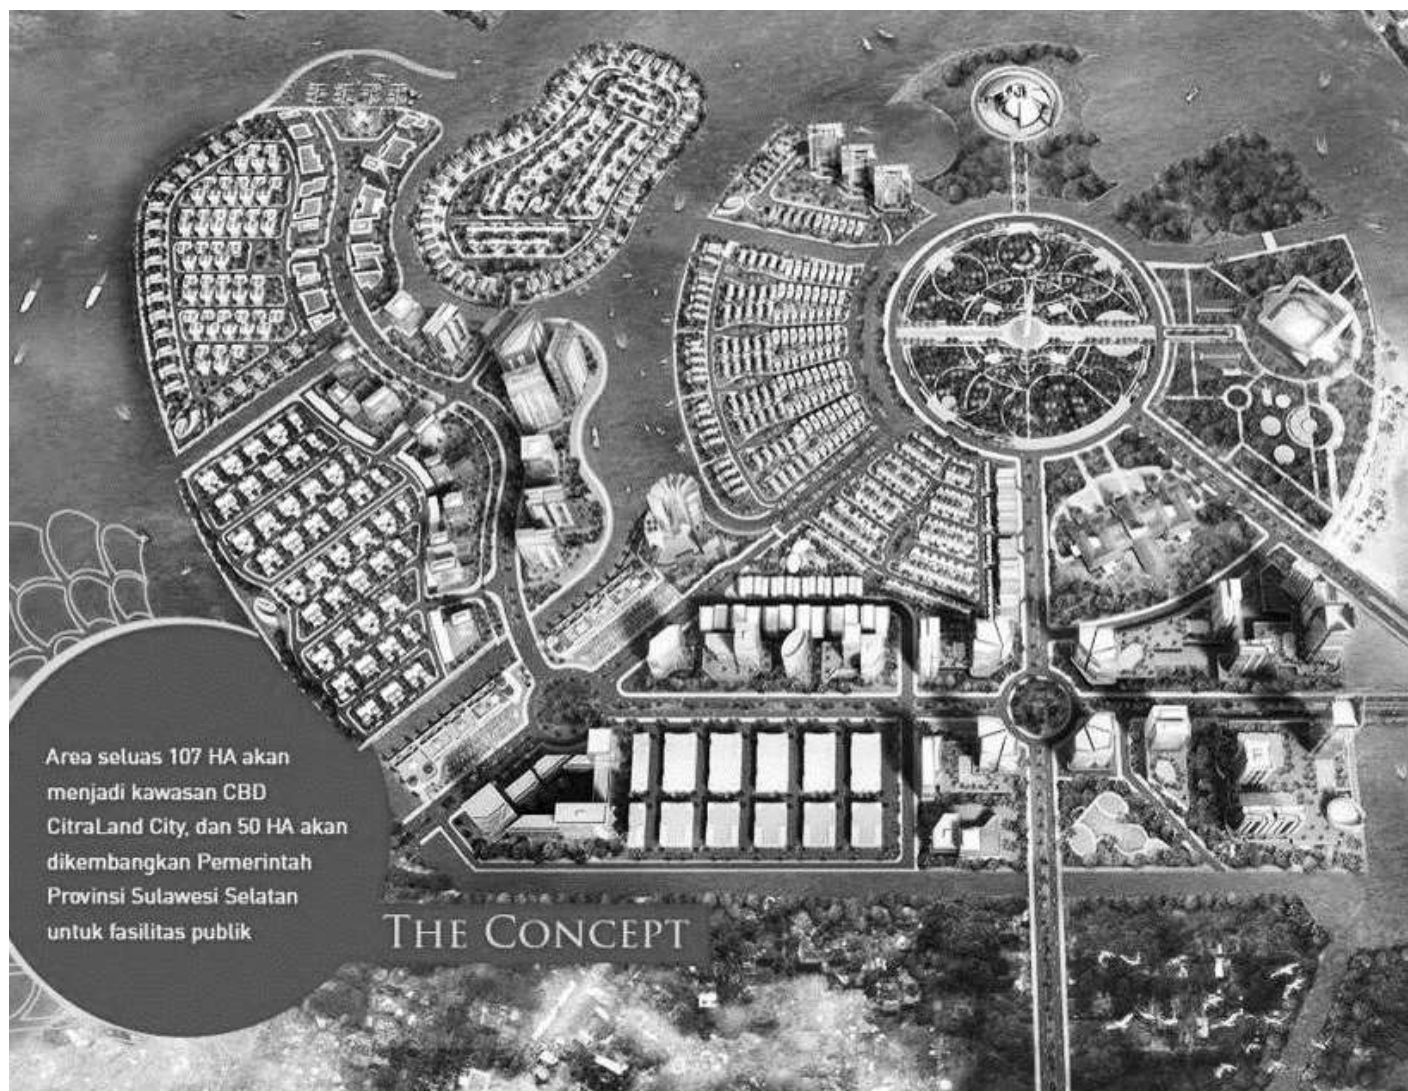 Area seluas 107 HA akan
menjadi kawasan CBD
CitraLand City, dan 50 HA akan
dikembangkan Pemerintah
Provinsi Sulawesi Selatan
untuk fasilitas publik
THE CONCEPT